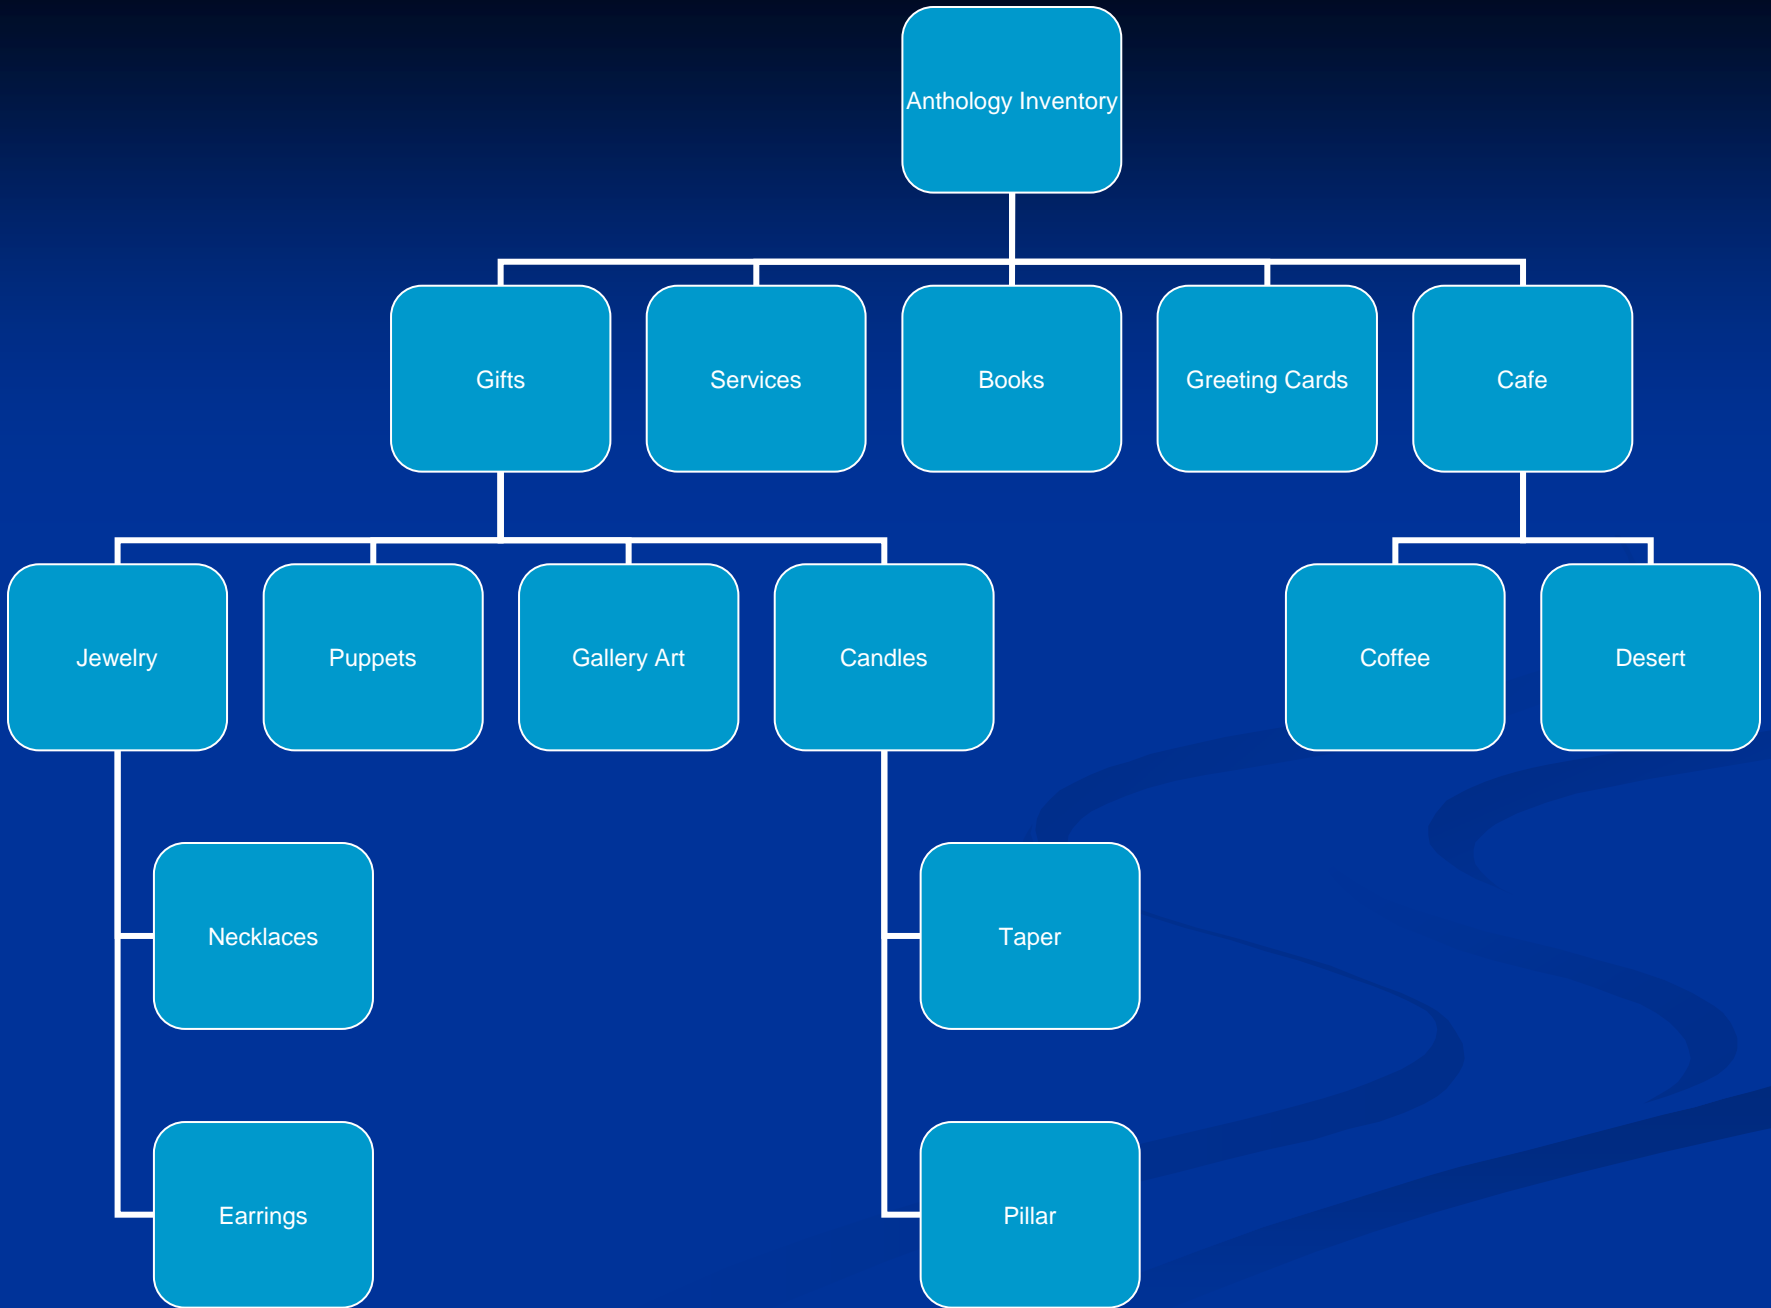 Anthology Inventory
Gifts
Services
Books
Greeting Cards
Cafe
Jewelry
Puppets
Gallery Art
Candles
Coffee
Desert
Necklaces
Taper
Earrings
Pillar